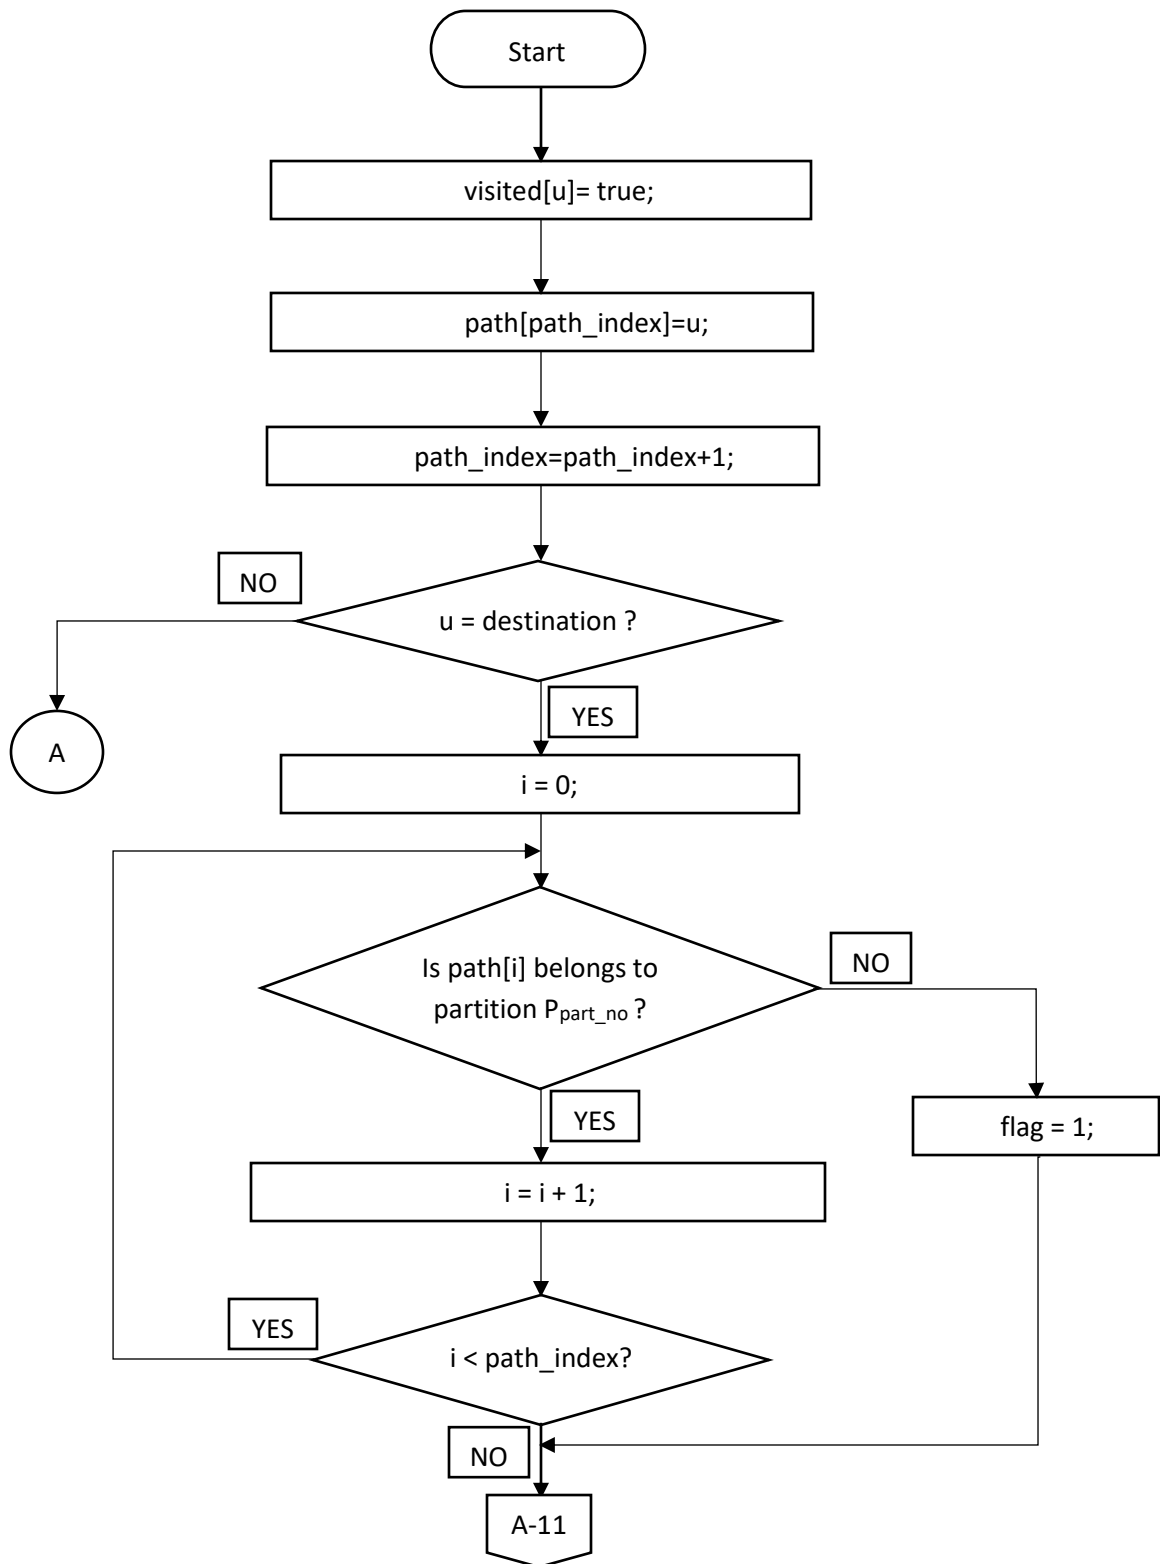 Start
visited[u]= true;
path[path_index]=u;
path_index=path_index+1;
NO
u = destination ?
YES
A
i = 0;
Is path[i] belongs to
partition Ppart_no ?
NO
YES
flag = 1;
i = i + 1;
YES
i < path_index?
NO
A-11